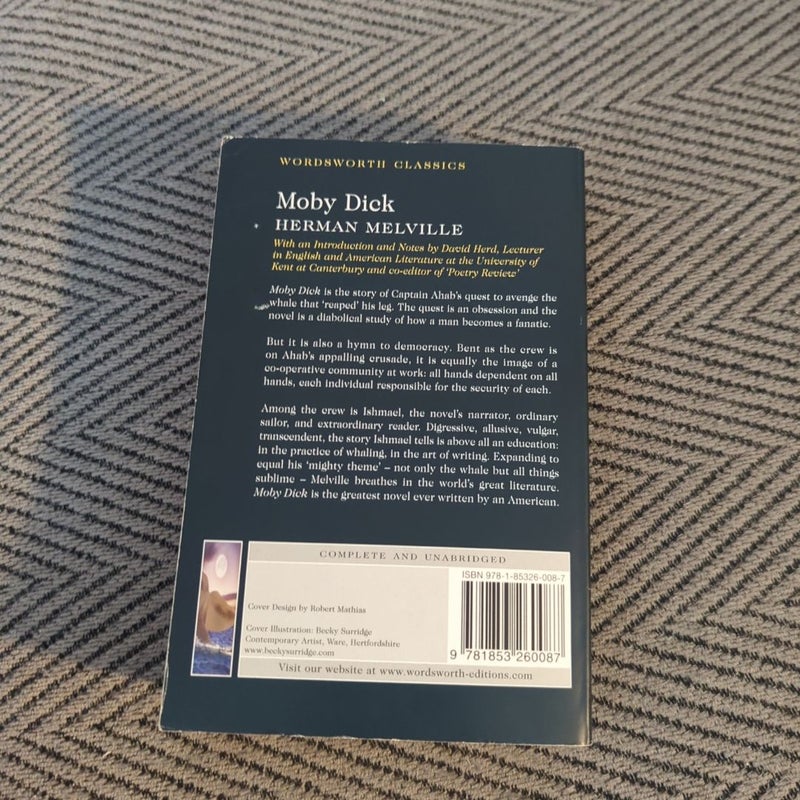 WORDSWORTH CLASSICS
Moby Dick
HERMAN MELVILLE
With an Introduction and Notes by David Herd, Lecturer
in English and American Literature at the University of
Kent at Canterbury and co-editor of 'Poetry Review'
Moby Dick is the story of Captain Ahab's quest to avenge the
whale that 'reaped' his leg. The quest is an obsession and the
novel is a diabolical study of how a man becomes a fanatic.
But it is also a hymn to democracy. Bent as the crew is
on Ahab's appalling crusade, it is equally the image of a
co-operative community at work: all hands dependent on all
hands, each individual responsible for the security of each.
Among the crew is Ishmael, the novel's narrator, ordinary
sailor, and extraordinary reader. Digressive, allusive, vulgar,
transcendent, the story Ishmael tells is above all an education:
in the practice of whaling, in the art of writing. Expanding to
equal his 'mighty theme' – not only the whale but all things
sublime – Melville breathes in the world's great literature.
Moby Dick is the greatest novel ever written by an American.
COMPLETE AND UNABRIDGED
ISBN 978-1-85326-008-7
Cover Design by Robert Mathias
Cover Illustration: Becky Surridge
Contemporary Artist, Ware, Hertfordshire
www.beckysurridge.com
9 781853 260087
Visit our website at www.wordsworth-editions.com